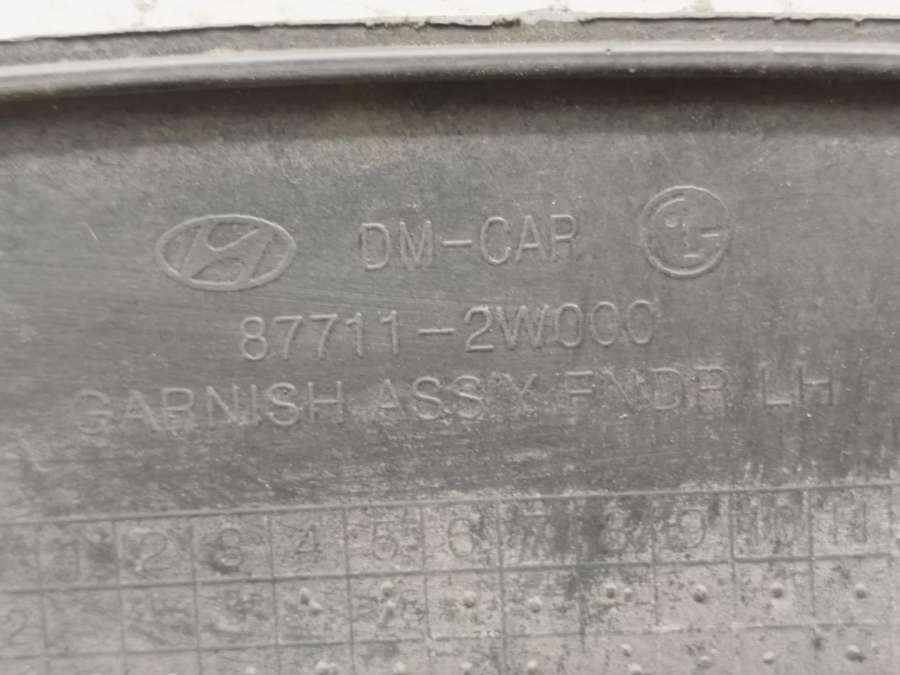 DM-CAR
87711-2W000
GARNISH ASS'Y FNDR LH
1 2 3 4 5 6 7 8 9 10 11
2